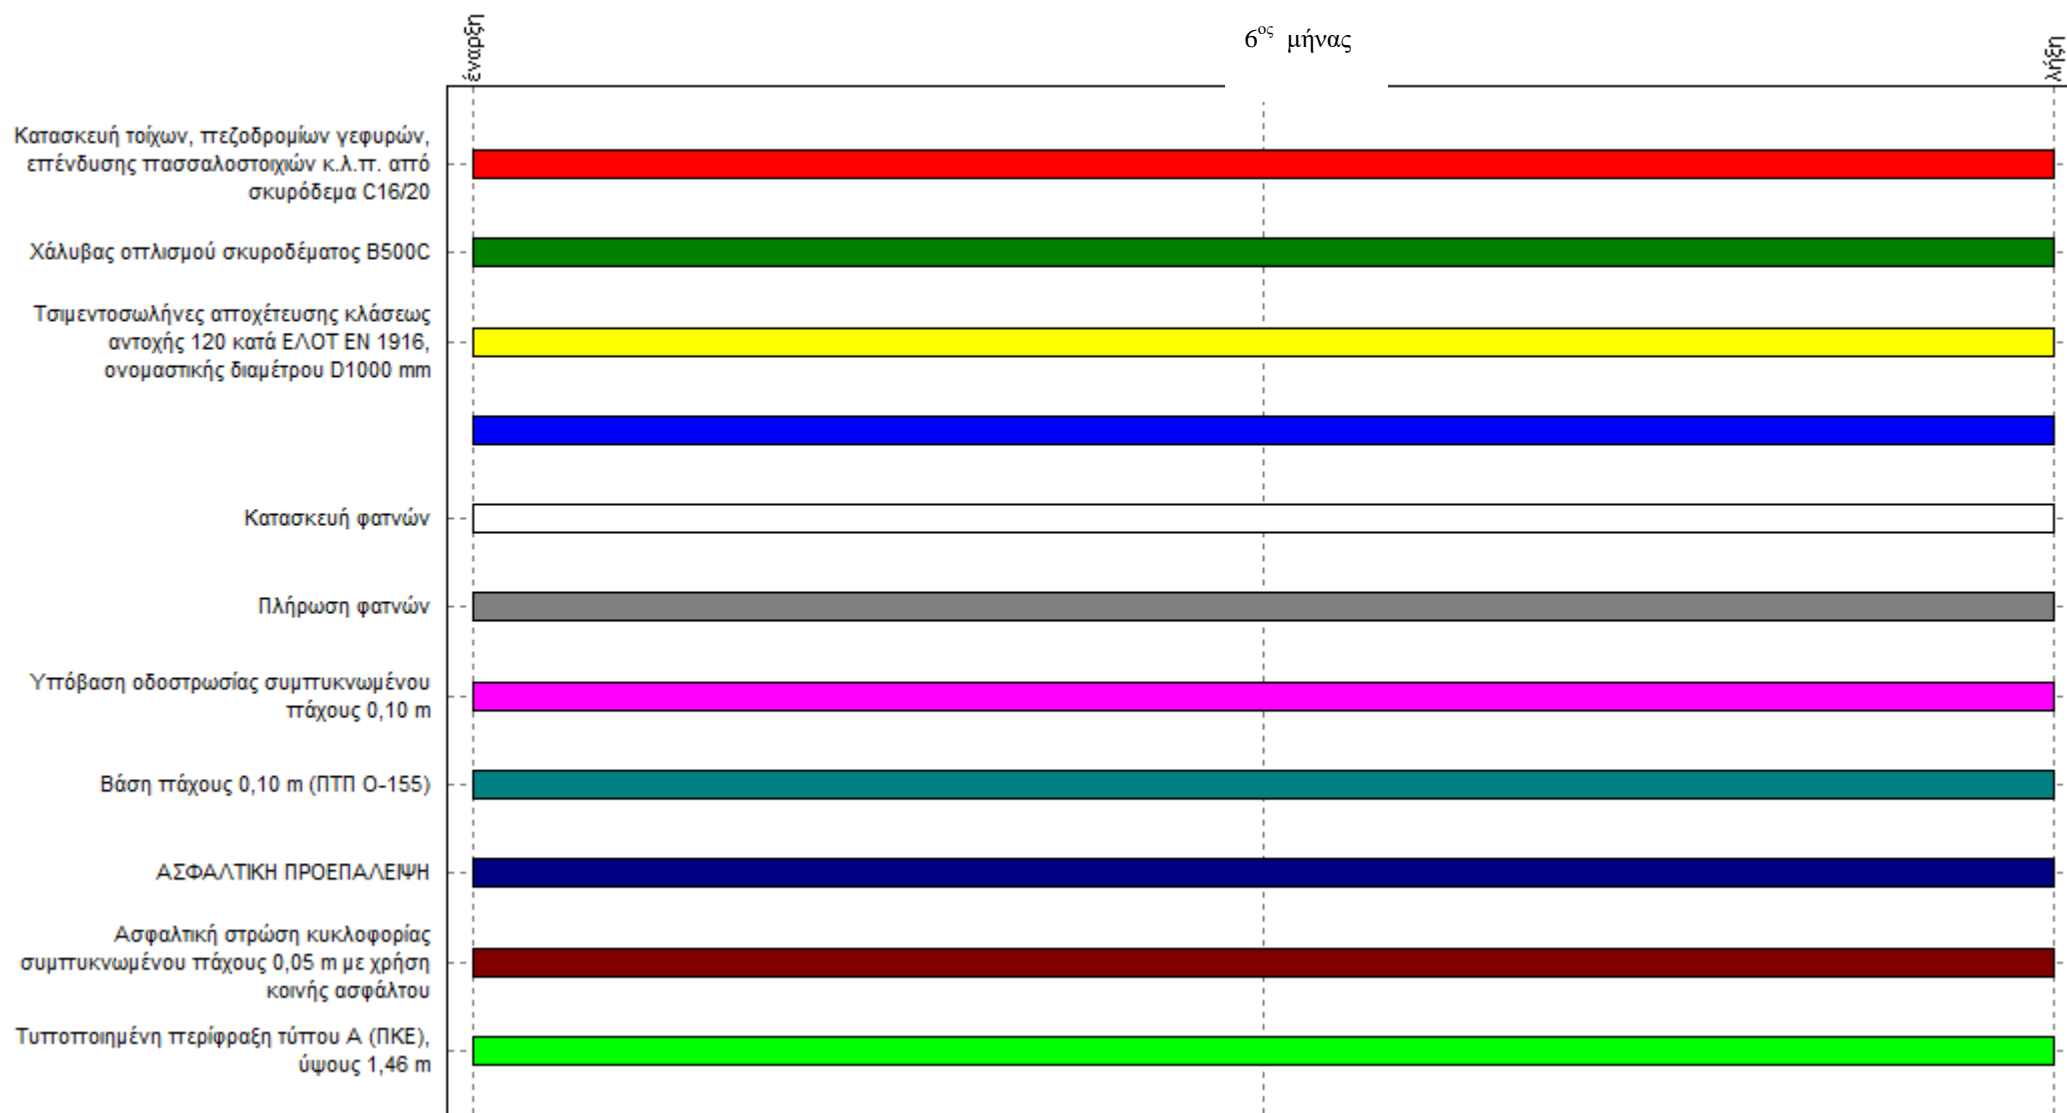 έναρξη
6ος μήνας
λήξη
Κατασκευή τοίχων, πεζοδρομίων γεφυρών,
επένδυσης πασσαλοστοιχιών κ.λ.π. από
σκυρόδεμα C16/20
Χάλυβας οπλισμού σκυροδέματος B500C
Τσιμεντοσωλήνες αποχέτευσης κλάσεως
αντοχής 120 κατά ΕΛΟΤ EN 1916,
ονομαστικής διαμέτρου D1000 mm
Κατασκευή φατνών
Πλήρωση φατνών
Υπόβαση οδοστρωσίας συμπυκνωμένου
πάχους 0,10 m
Βάση πάχους 0,10 m (ΠΤΠ Ο-155)
ΑΣΦΑΛΤΙΚΗ ΠΡΟΕΠΑΛΕΙΨΗ
Ασφαλτική στρώση κυκλοφορίας
συμπυκνωμένου πάχους 0,05 m με χρήση
κοινής ασφάλτου
Τυποποιημένη περίφραξη τύπου Α (ΠΚΕ),
ύψους 1,46 m